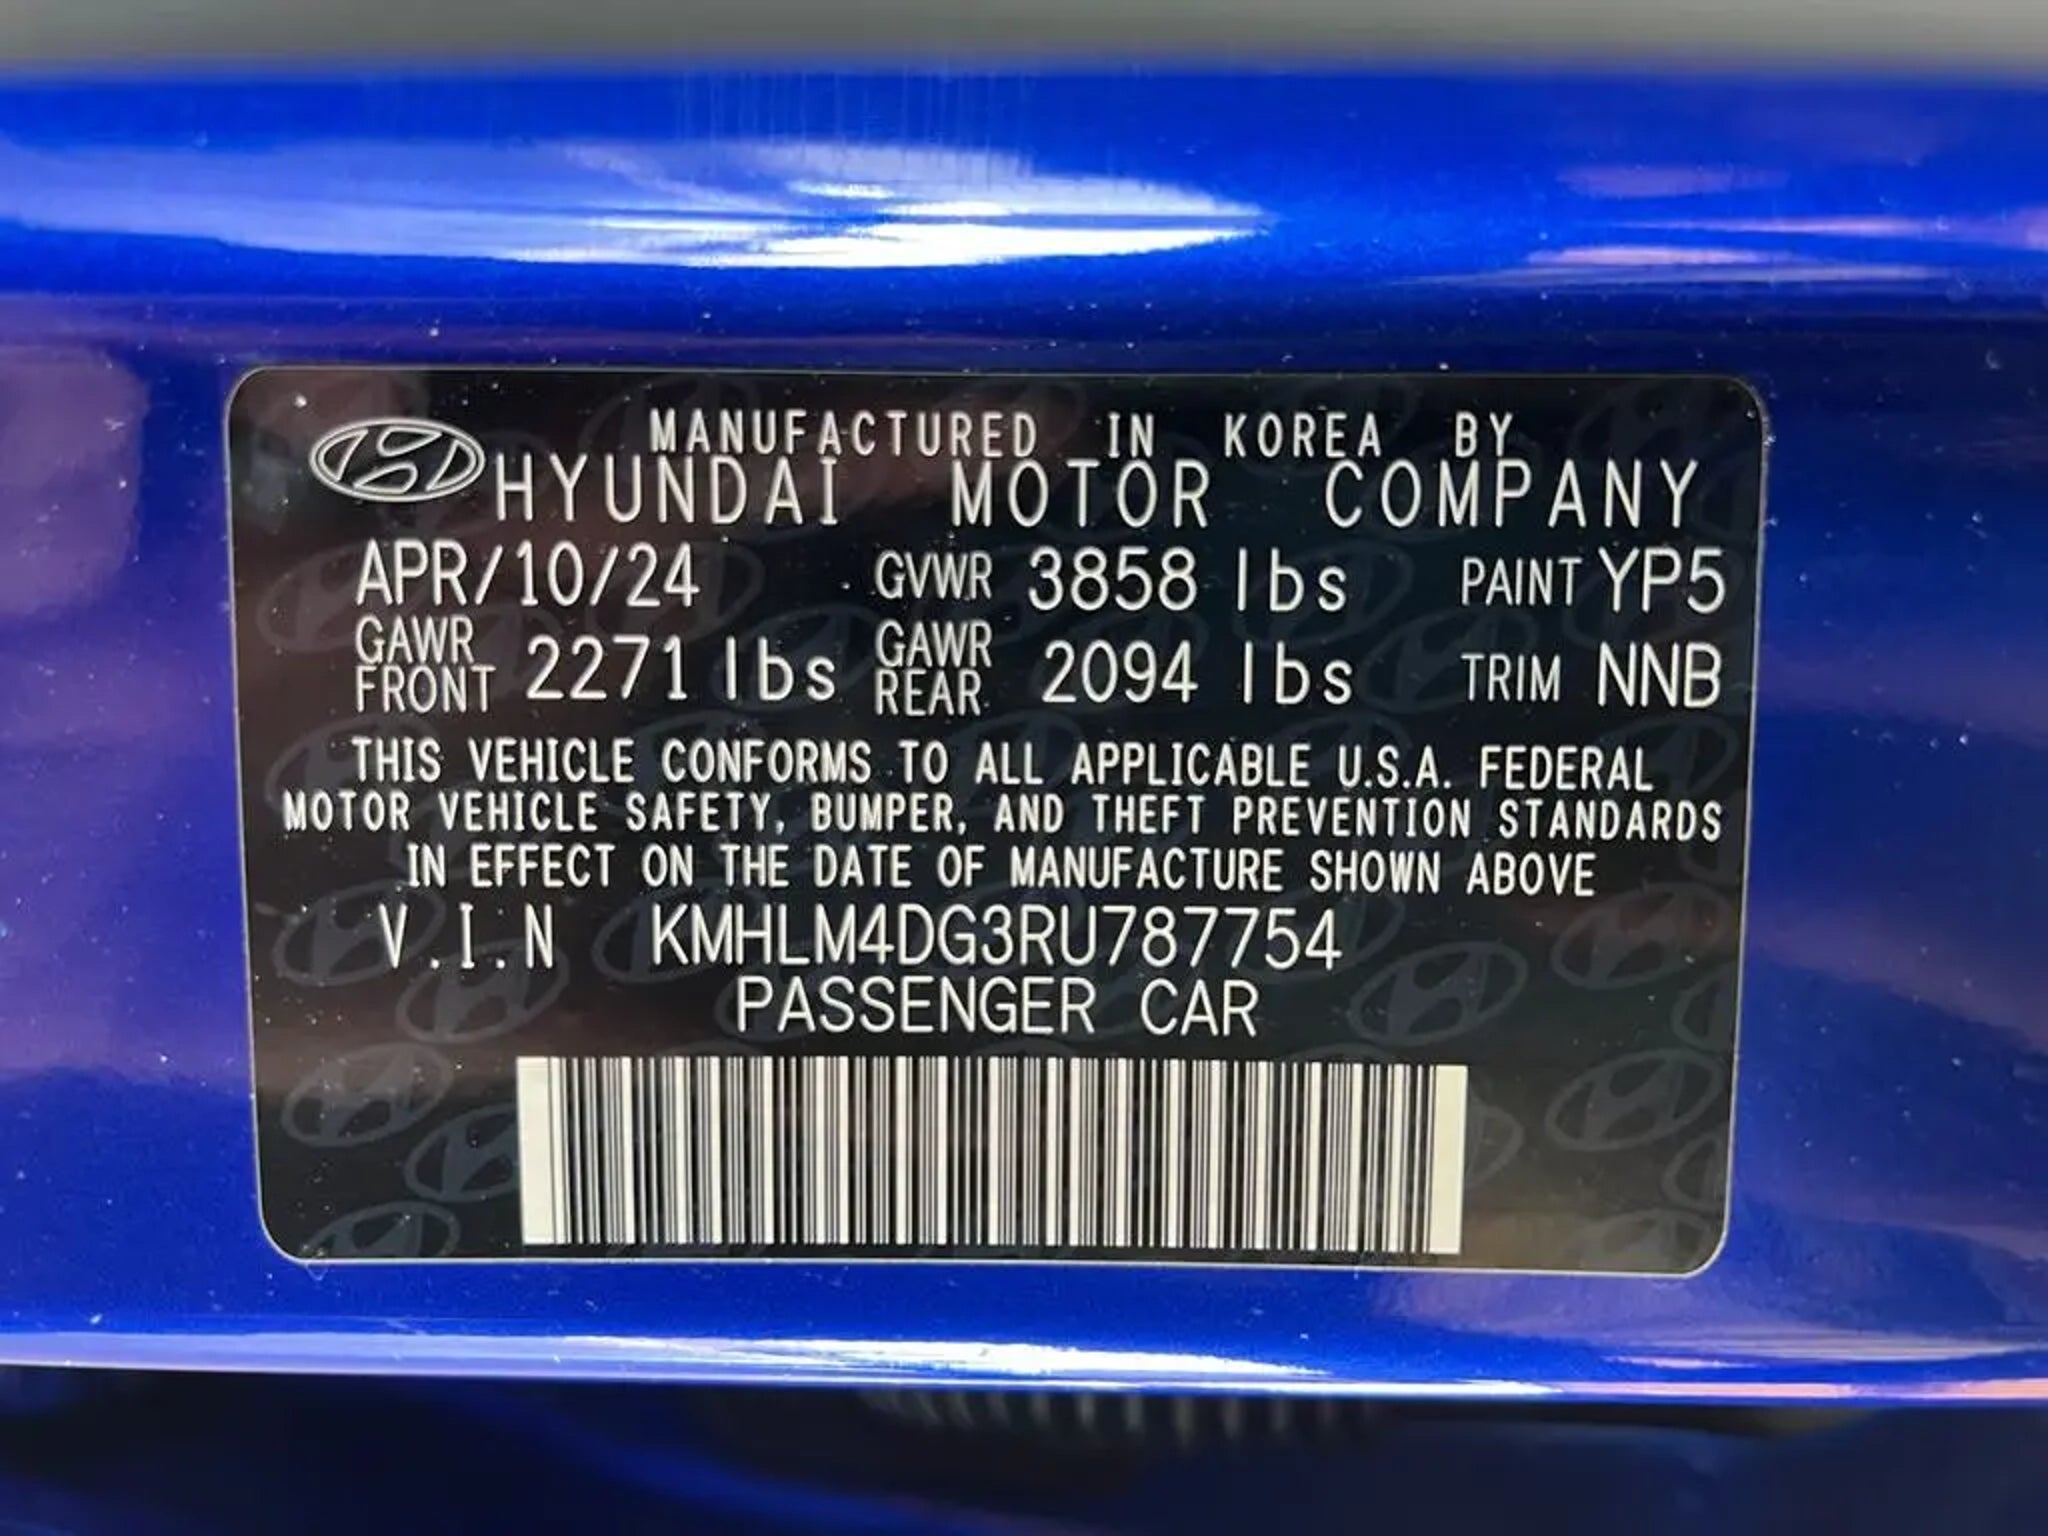 MANUFACTURED IN KOREA BY
HYUNDAI MOTOR COMPANY
APR/10/24 GVWR 3858 lbs PAINT YP5
GAWR FRONT 2271 lbs GAWR REAR 2094 lbs TRIM NNB
THIS VEHICLE CONFORMS TO ALL APPLICABLE U.S.A. FEDERAL
MOTOR VEHICLE SAFETY, BUMPER, AND THEFT PREVENTION STANDARDS
IN EFFECT ON THE DATE OF MANUFACTURE SHOWN ABOVE
V.I.N KMHLM4DG3RU787754
PASSENGER CAR